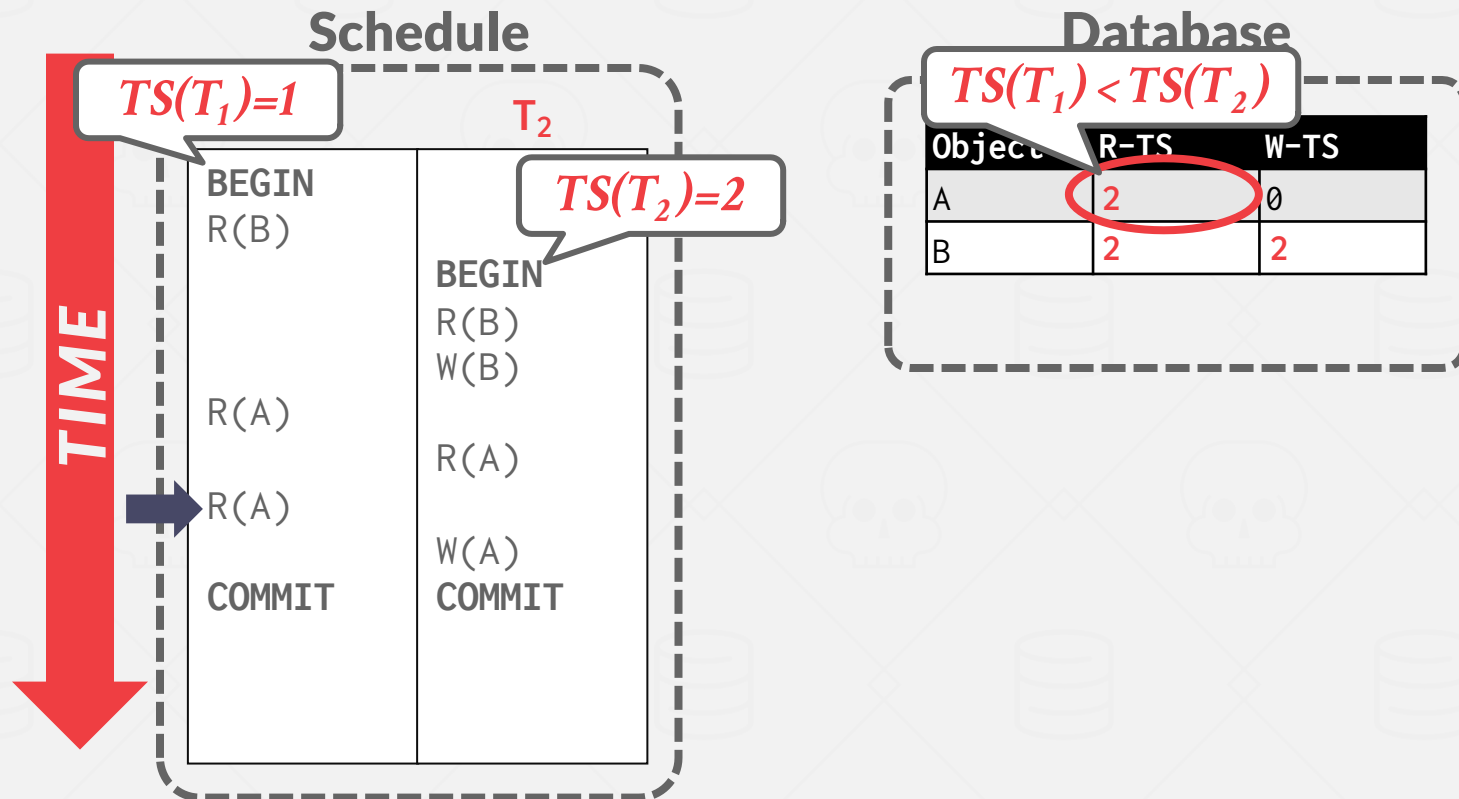 Schedule
TS(T1)=1
T2
BEGIN
R(B)
TS(T2)=2
BEGIN
R(B)
W(B)
R(A)
R(A)
R(A)
W(A)
COMMIT
COMMIT
TIME
Database
TS(T1) < TS(T2)
Object R-TS W-TS
A 2 0
B 2 2